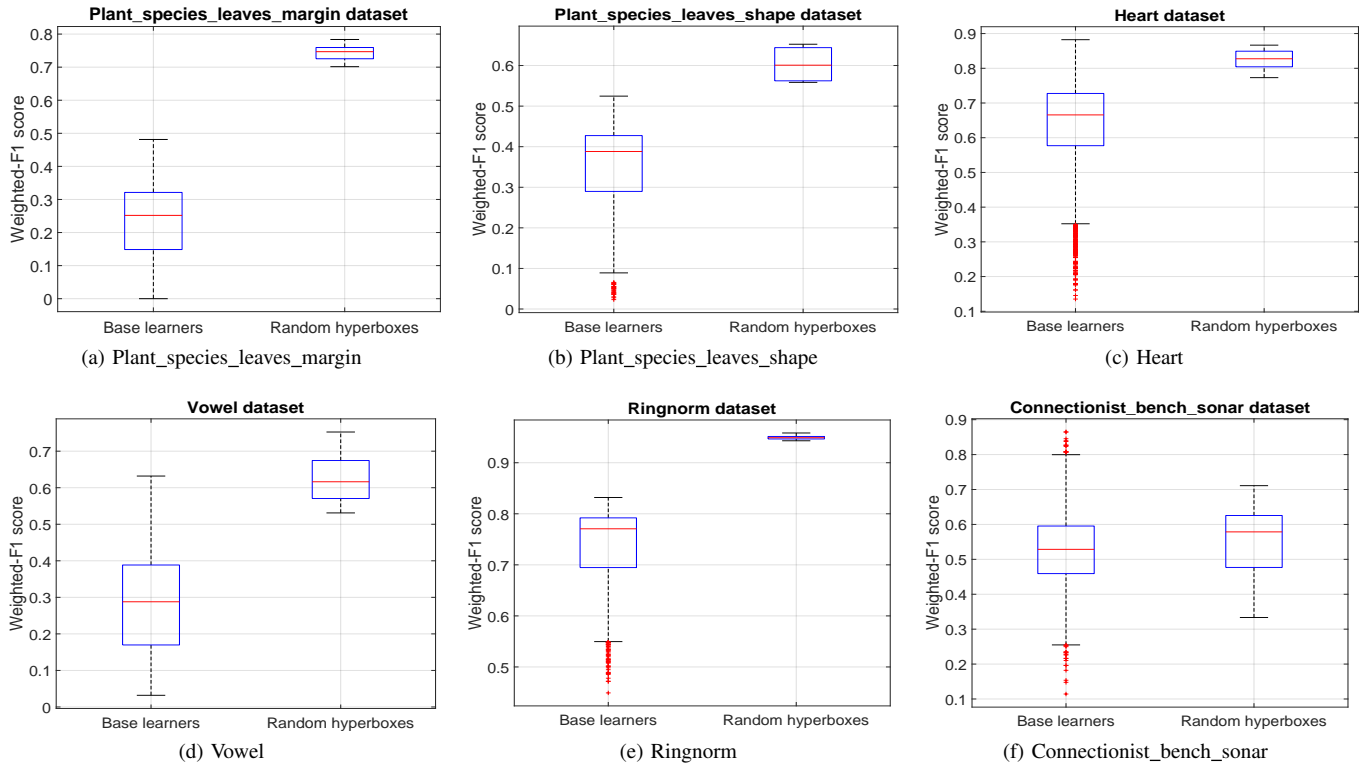 Plant_species_leaves_margin dataset
Weighted-F1 score
0.8
0.7
0.6
0.5
0.4
0.3
0.2
0.1
0
Base learners
Random hyperboxes
(a) Plant_species_leaves_margin
Plant_species_leaves_shape dataset
Weighted-F1 score
0.6
0.5
0.4
0.3
0.2
0.1
0
Base learners
Random hyperboxes
(b) Plant_species_leaves_shape
Heart dataset
Weighted-F1 score
0.9
0.8
0.7
0.6
0.5
0.4
0.3
0.2
0.1
Base learners
Random hyperboxes
(c) Heart
Vowel dataset
Weighted-F1 score
0.7
0.6
0.5
0.4
0.3
0.2
0.1
0
Base learners
Random hyperboxes
(d) Vowel
Ringnorm dataset
Weighted-F1 score
0.9
0.8
0.7
0.6
0.5
Base learners
Random hyperboxes
(e) Ringnorm
Connectionist_bench_sonar dataset
Weighted-F1 score
0.9
0.8
0.7
0.6
0.5
0.4
0.3
0.2
0.1
Base learners
Random hyperboxes
(f) Connectionist_bench_sonar